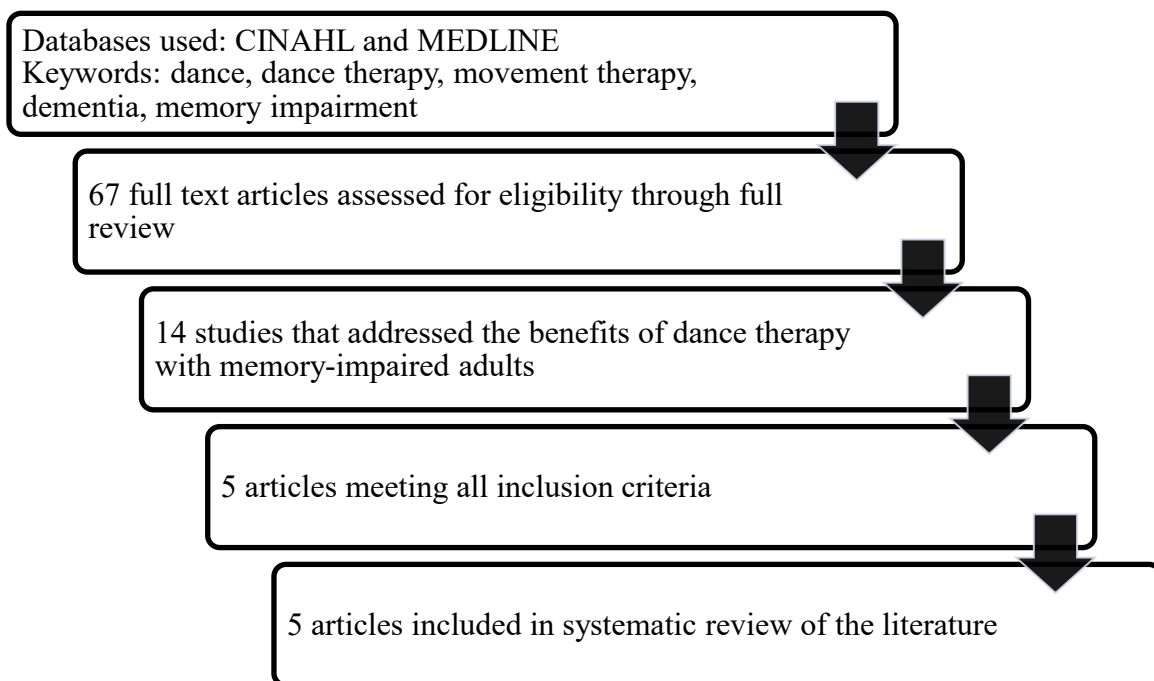 Databases used: CINAHL and MEDLINE
Keywords: dance, dance therapy, movement therapy,
dementia, memory impairment
67 full text articles assessed for eligibility through full
review
14 studies that addressed the benefits of dance therapy
with memory-impaired adults
5 articles meeting all inclusion criteria
5 articles included in systematic review of the literature